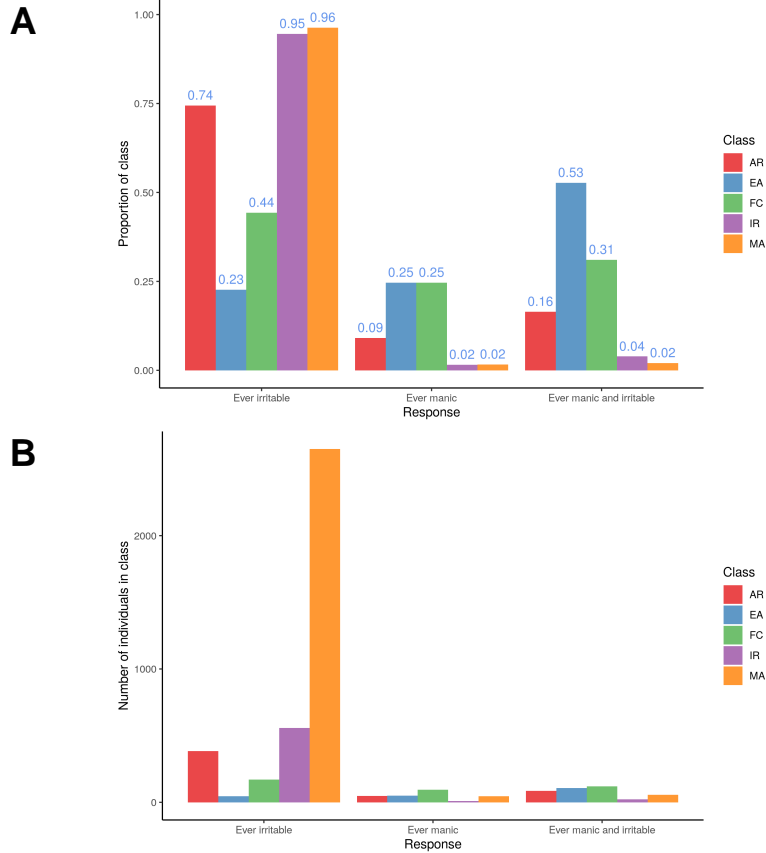 A
Proportion of class
1.00
0.75
0.50
0.25
0.00
0.74
0.23
0.44
0.95
0.96
0.09
0.25
0.25
0.02
0.02
0.16
0.53
0.31
0.04
0.02
Ever irritable
Ever manic
Ever manic and irritable
Response
Class
AR
EA
FC
IR
MA
B
Number of individuals in class
2000
1000
0
Ever irritable
Ever manic
Ever manic and irritable
Response
Class
AR
EA
FC
IR
MA